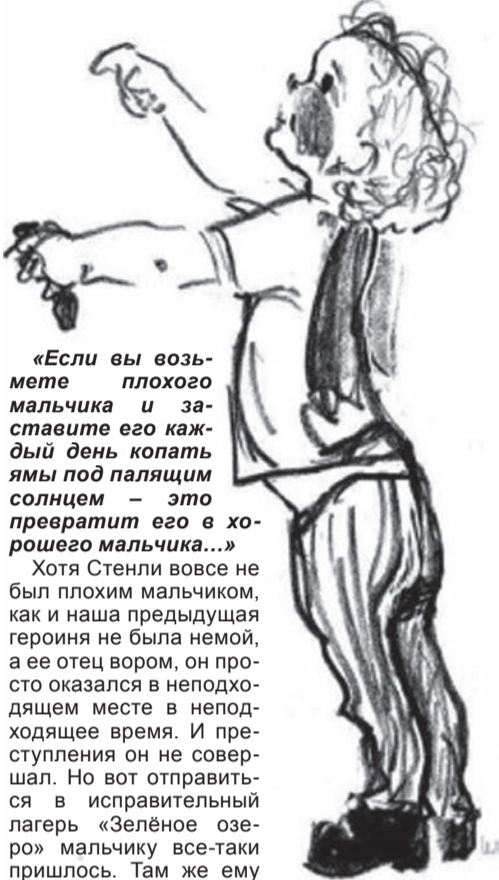 «Если вы возь-
мете плохого
мальчика и за-
ставите его каж-
дый день копать
ямы под палящим
солнцем – это
превратит его в хо-
рошего мальчика…»
Хотя Стенли вовсе не
был плохим мальчиком,
как и наша предыдущая
героиня не была немой,
а ее отец вором, он про-
сто оказался в неподхо-
дящем месте в непод-
ходящее время. И пре-
ступления он не совер-
шал. Но вот отправить-
ся в исправительный
лагерь «Зелёное озе-
ро» мальчику все-таки
пришлось. Там же ему